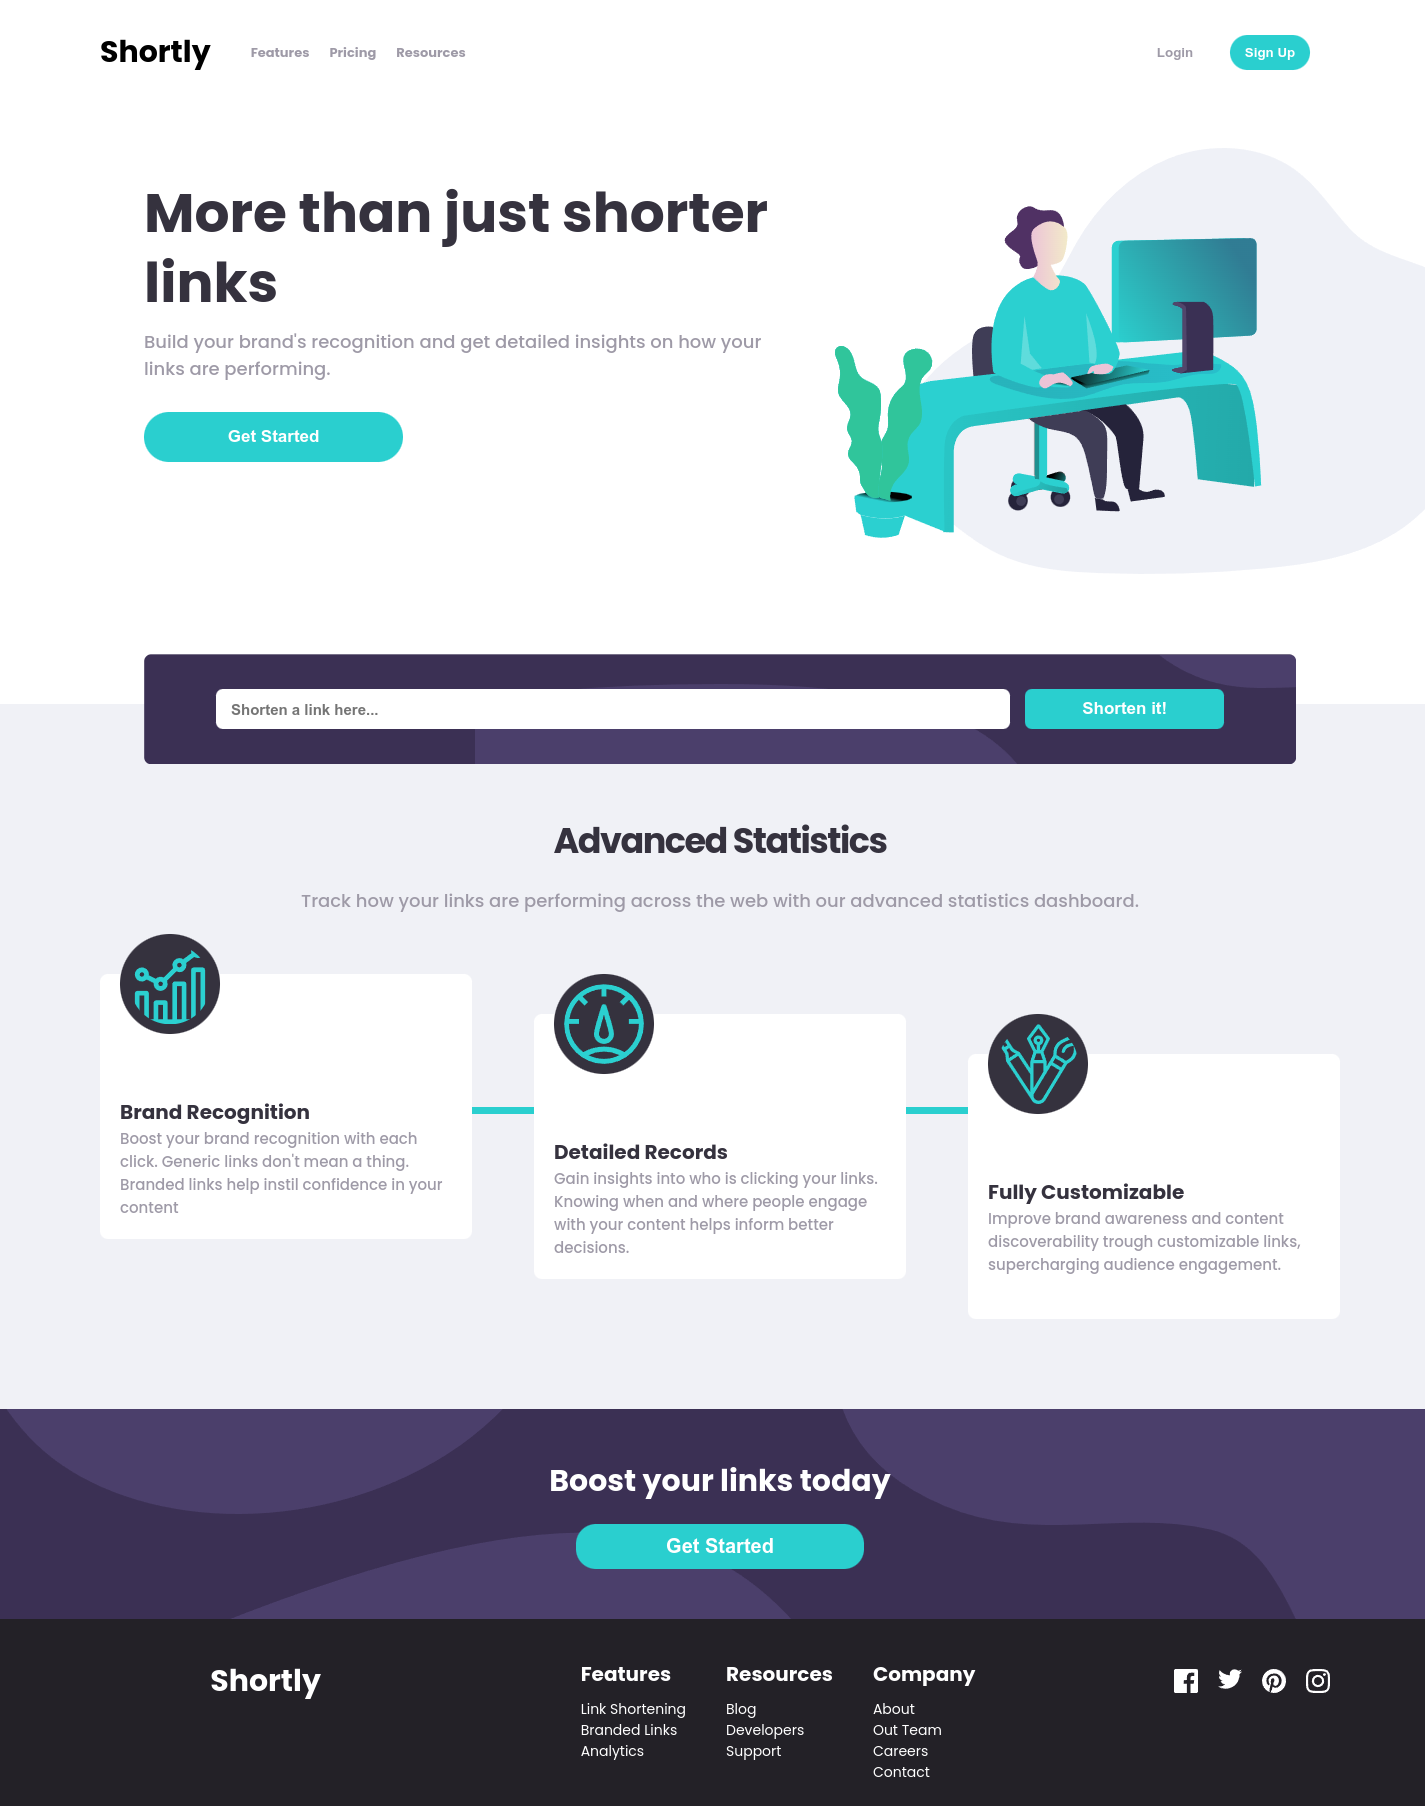 Shortly
Features
Pricing
Resources
Login
Sign Up
More than just shorter
links
Build your brand's recognition and get detailed insights on how your
links are performing.
Get Started
Shorten a link here...
Shorten it!
Advanced Statistics
Track how your links are performing across the web with our advanced statistics dashboard.
Brand Recognition
Boost your brand recognition with each
click. Generic links don't mean a thing.
Branded links help instil confidence in your
content
Detailed Records
Gain insights into who is clicking your links.
Knowing when and where people engage
with your content helps inform better
decisions.
Fully Customizable
Improve brand awareness and content
discoverability trough customizable links,
supercharging audience engagement.
Boost your links today
Get Started
Shortly
Features
Link Shortening
Branded Links
Analytics
Resources
Blog
Developers
Support
Company
About
Out Team
Careers
Contact